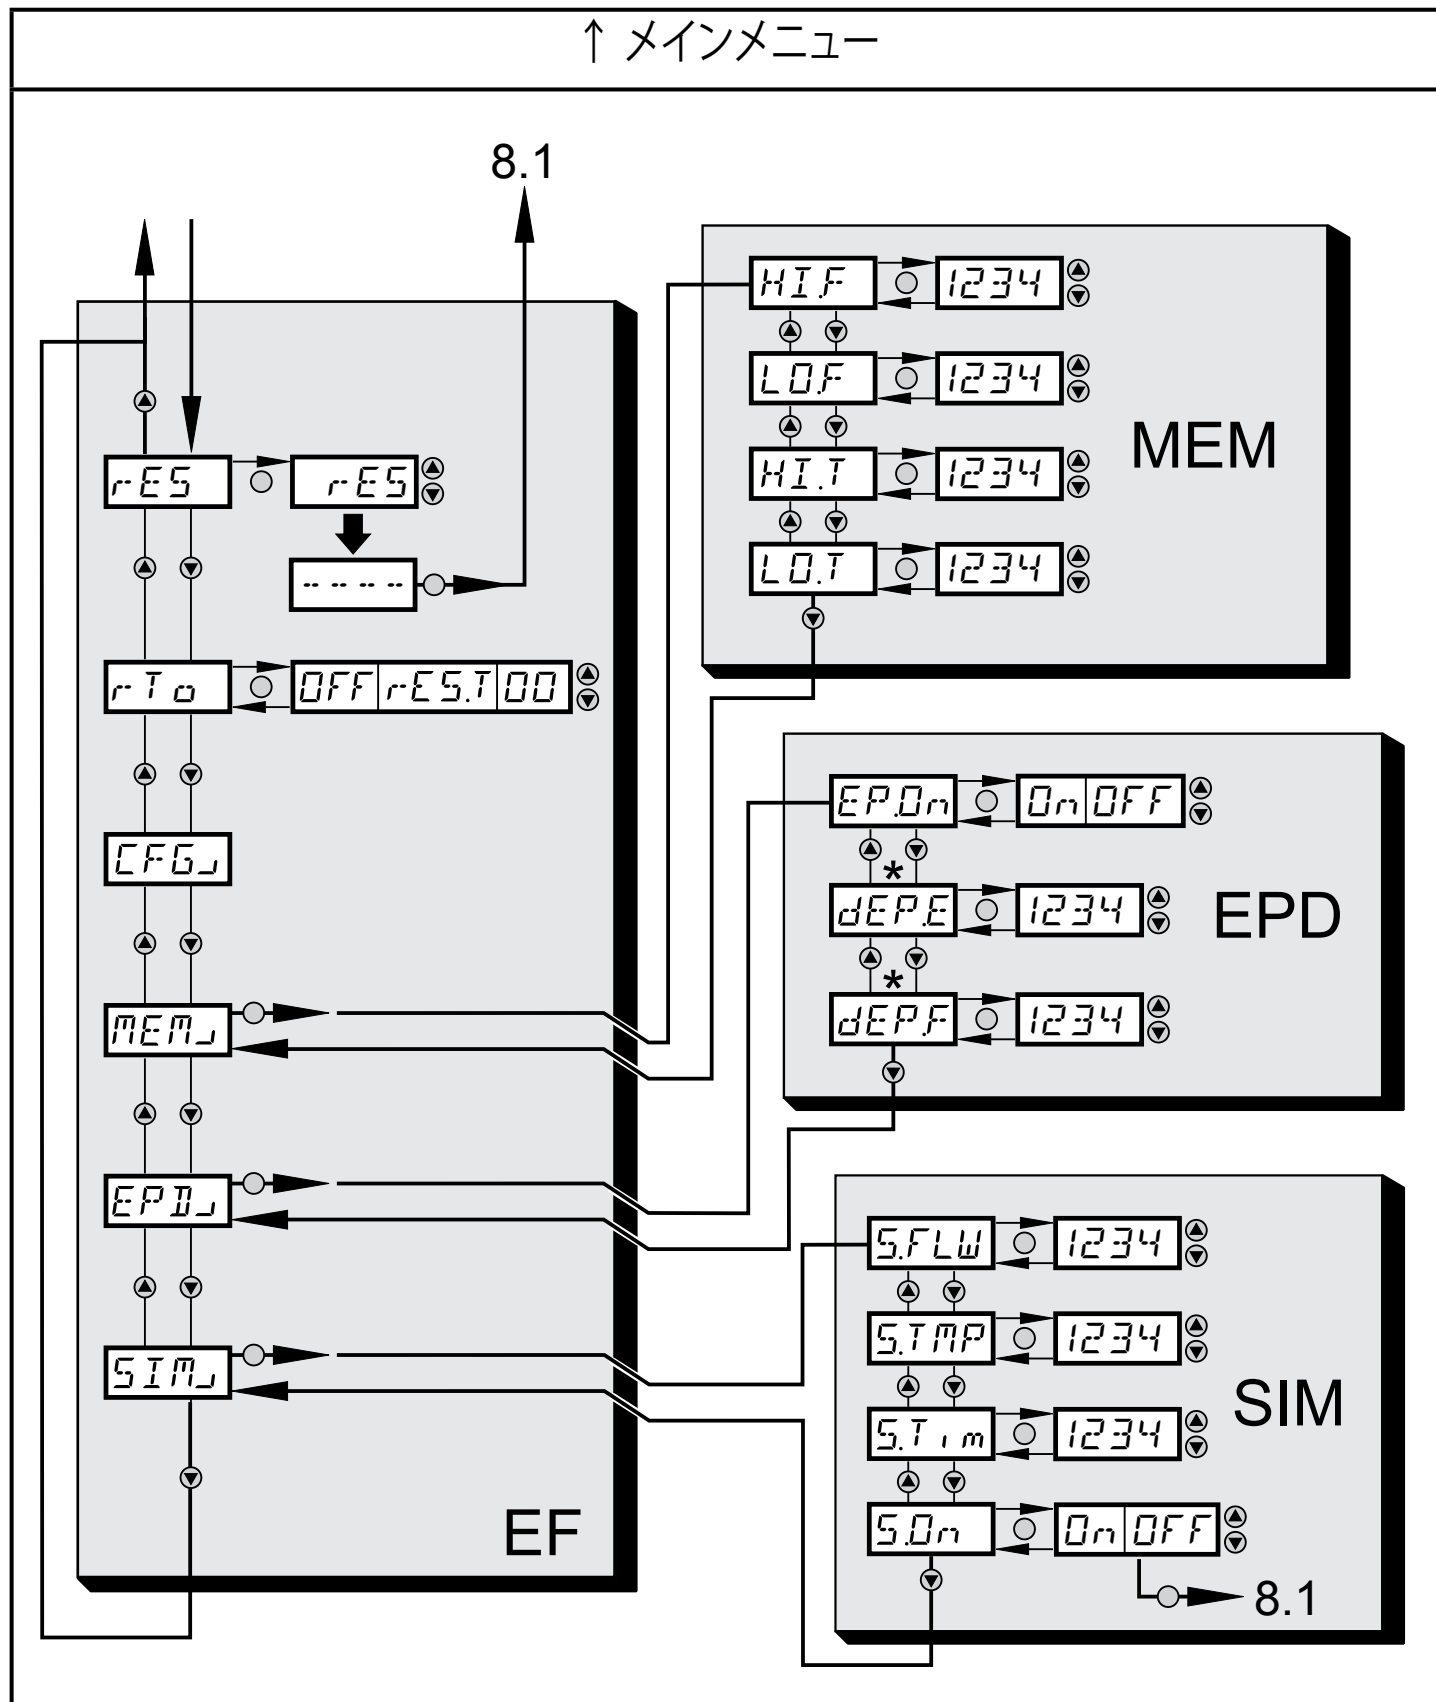 ↑ メインメニュー
8.1
rES
rES
-- -- -- --
rTo
OFF rES.T 00
CFG
MEM
EPD
SIM
EF
HI.F 1234
LO.F 1234
HI.T 1234
LO.T 1234
MEM
EP.On On OFF
*
dEP.E 1234
*
dEP.F 1234
EPD
S.FLW 1234
S.TMP 1234
S.Tim 1234
S.On On OFF
8.1
SIM